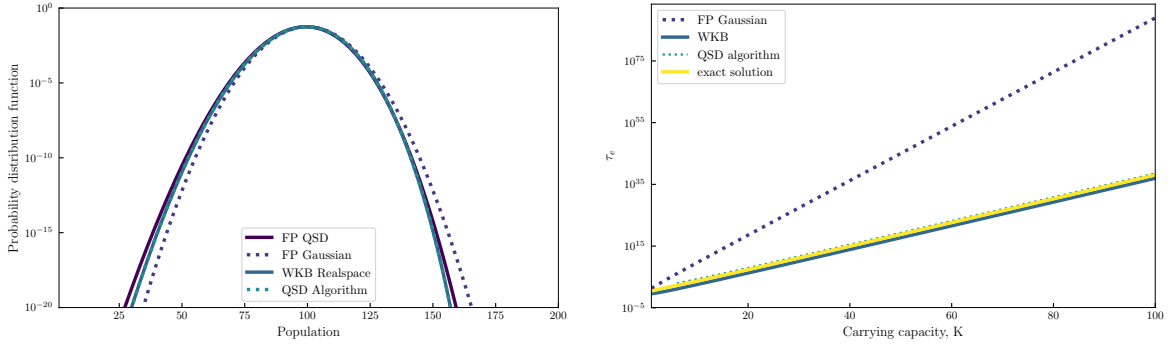 Probability distribution function
10^0
10^{-5}
10^{-10}
10^{-15}
10^{-20}
FP QSD
FP Gaussian
WKB Realspace
QSD Algorithm
25 50 75 100 125 150 175 200
Population
τ_e
10^{75}
10^{55}
10^{35}
10^{15}
10^{-5}
FP Gaussian
WKB
QSD algorithm
exact solution
20 40 60 80 100
Carrying capacity, K